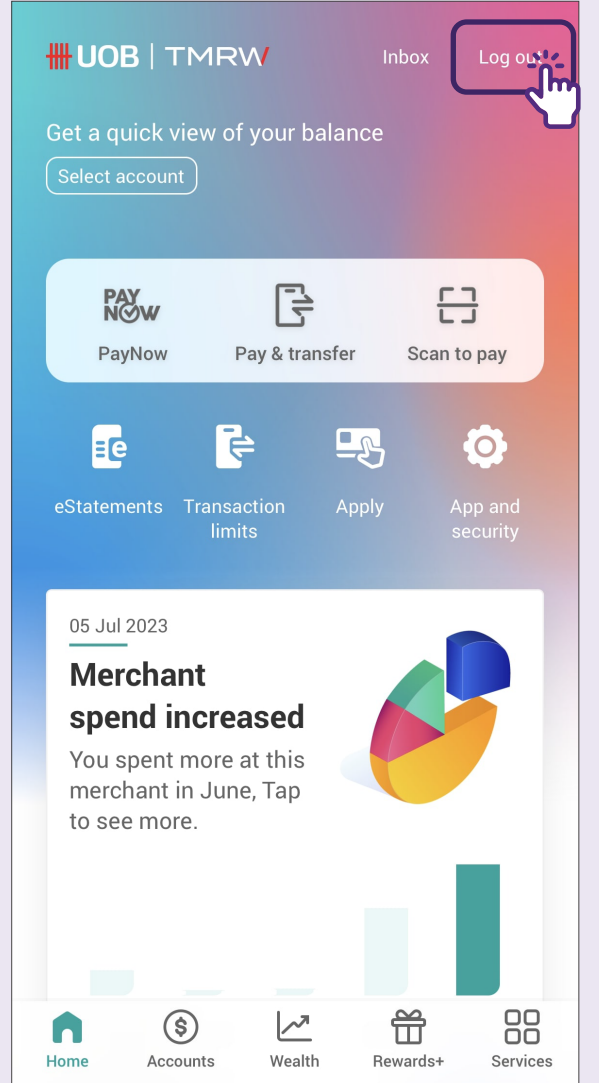 UOB | TMRW
Inbox
Log out
Get a quick view of your balance
Select account
PAY
NOW
PayNow
Pay & transfer
Scan to pay
eStatements
Transaction
limits
Apply
App and
security
05 Jul 2023
Merchant
spend increased
You spent more at this
merchant in June, Tap
to see more.
Home
Accounts
Wealth
Rewards+
Services